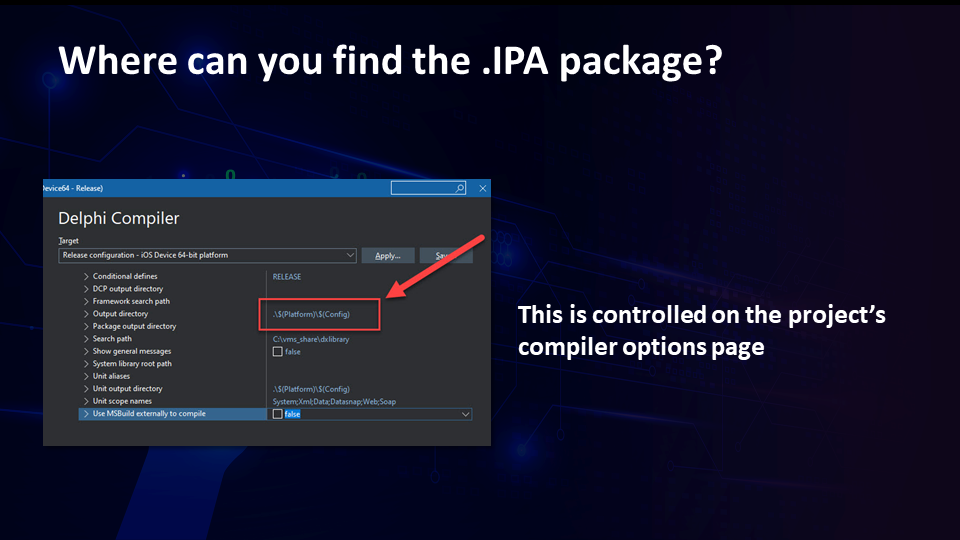 Where can you find the .IPA package?
Device64 - Release)
Delphi Compiler
Target
Release configuration - iOS Device 64-bit platform
Apply...
Conditional defines
RELEASE
DCP output directory
Framework search path
Output directory
.\$(Platform)\$(Config)
Package output directory
Search path
C:\vms_share\dxlibrary
Show general messages
false
System library root path
Unit aliases
Unit output directory
.\$(Platform)\$(Config)
Unit scope names
System;Xml;Data;Datasnap;Web;Soap
Use MSBuild externally to compile
false
This is controlled on the project’s
compiler options page